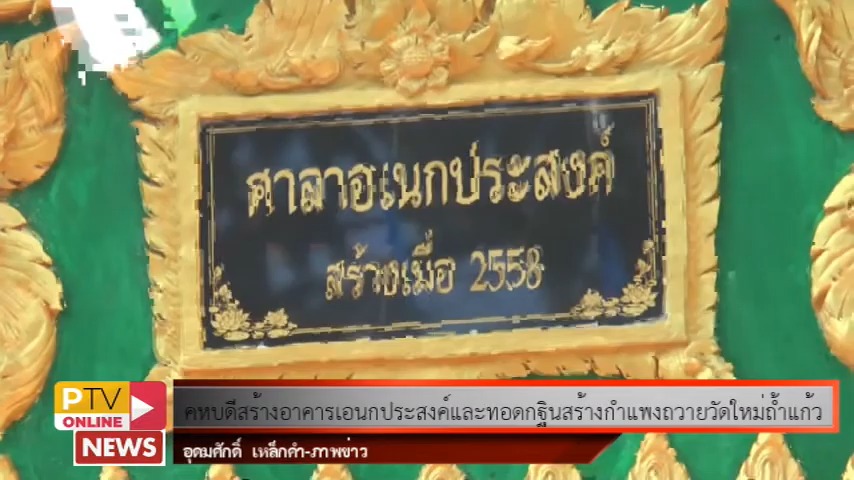 ศาลาอเนกประสงค์
สร้างเมื่อ 2558
PTV
ONLINE
NEWS
คหบดีสร้างอาคารเอนกประสงค์และทอดกฐินสร้างกำแพงถวายวัดใหม่ถ้ำแก้ว
อุดมศักดิ์ เหล็กคำ-ภาพข่าว